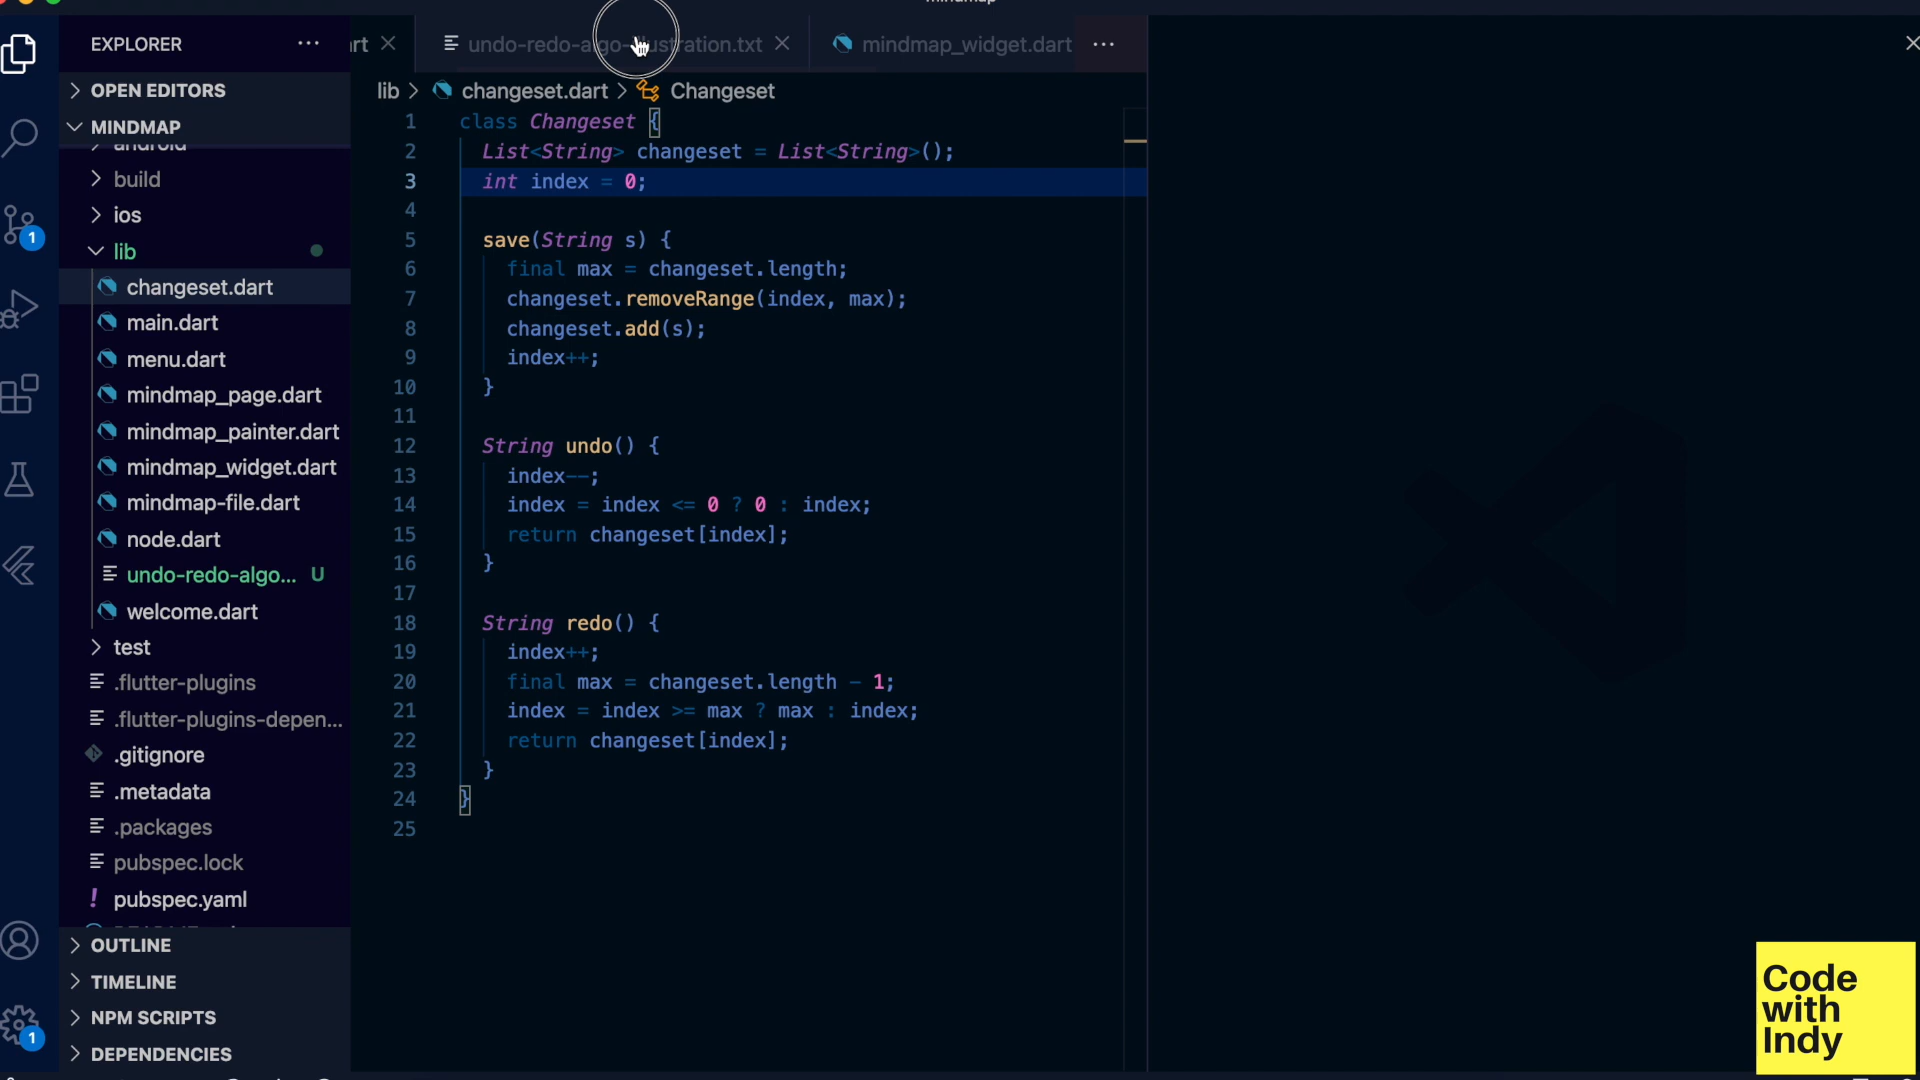 mindmap
EXPLORER
rt
undo-redo-algo-illustration.txt
mindmap_widget.dart
OPEN EDITORS
lib > changeset.dart > Changeset
MINDMAP
android
build
ios
lib
changeset.dart
main.dart
menu.dart
mindmap_page.dart
mindmap_painter.dart
mindmap_widget.dart
mindmap-file.dart
node.dart
undo-redo-algo... U
welcome.dart
test
.flutter-plugins
.flutter-plugins-depen...
.gitignore
.metadata
.packages
pubspec.lock
! pubspec.yaml
OUTLINE
TIMELINE
NPM SCRIPTS
DEPENDENCIES
1
1
1 class Changeset {
2 List<String> changeset = List<String>();
3 int index = 0;
4
5 save(String s) {
6 final max = changeset.length;
7 changeset.removeRange(index, max);
8 changeset.add(s);
9 index++;
10 }
11
12 String undo() {
13 index--;
14 index = index <= 0 ? 0 : index;
15 return changeset[index];
16 }
17
18 String redo() {
19 index++;
20 final max = changeset.length - 1;
21 index = index >= max ? max : index;
22 return changeset[index];
23 }
24 }
25
Code
with
Indy